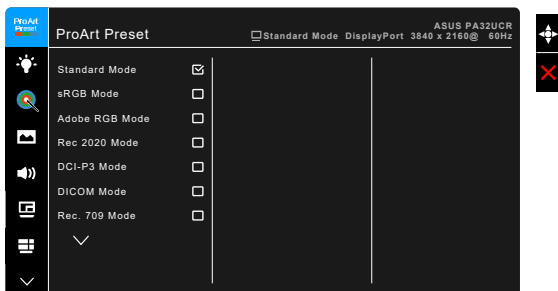 ProArt
Preset
ProArt Preset
ASUS PA32UCR
Standard Mode DisplayPort 3840 x 2160@ 60Hz
Standard Mode
sRGB Mode
Adobe RGB Mode
Rec 2020 Mode
DCI-P3 Mode
DICOM Mode
Rec. 709 Mode